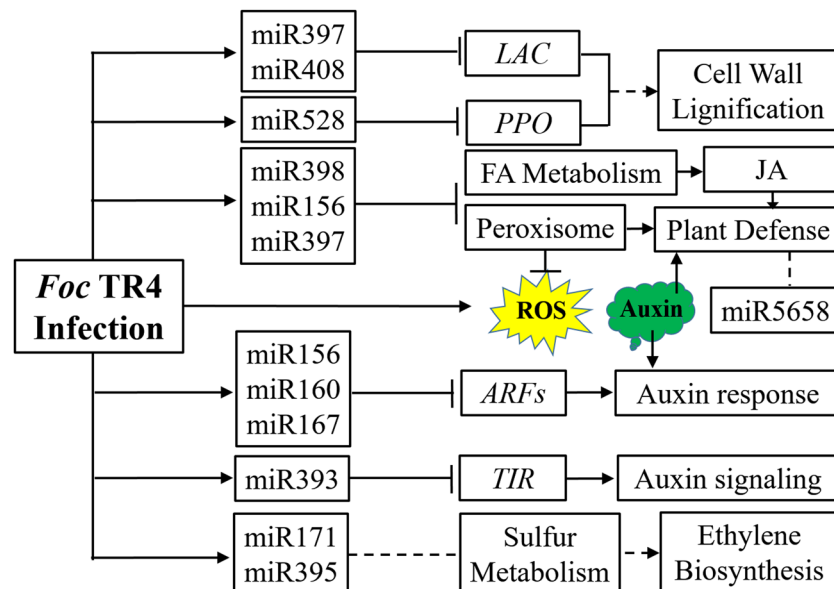 miR397
miR408
LAC
Cell Wall
Lignification
miR528
PPO
miR398
miR156
miR397
FA Metabolism
JA
Peroxisome
Plant Defense
Foc TR4
Infection
ROS
Auxin
miR5658
miR156
miR160
miR167
ARFs
Auxin response
miR393
TIR
Auxin signaling
miR171
miR395
Sulfur
Metabolism
Ethylene
Biosynthesis